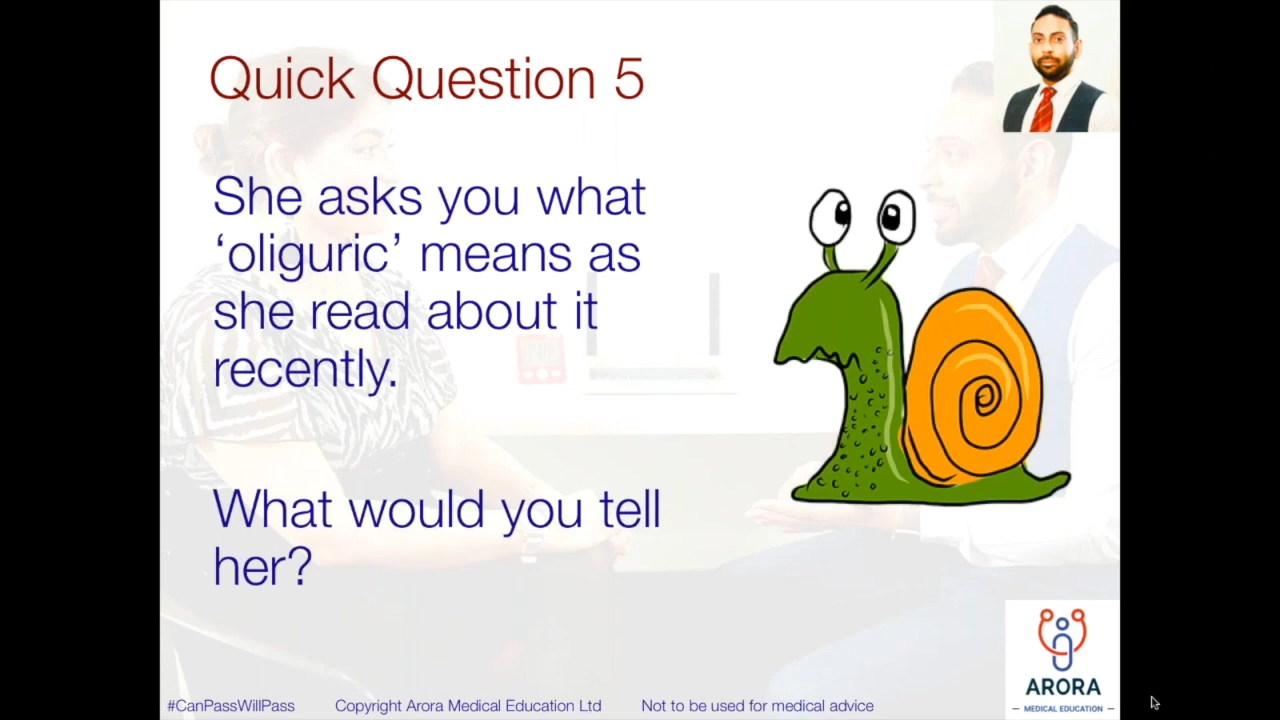 Quick Question 5
She asks you what
‘oliguric’ means as
she read about it
recently.
What would you tell
her?
ARORA
— MEDICAL EDUCATION —
#CanPassWillPass Copyright Arora Medical Education Ltd Not to be used for medical advice